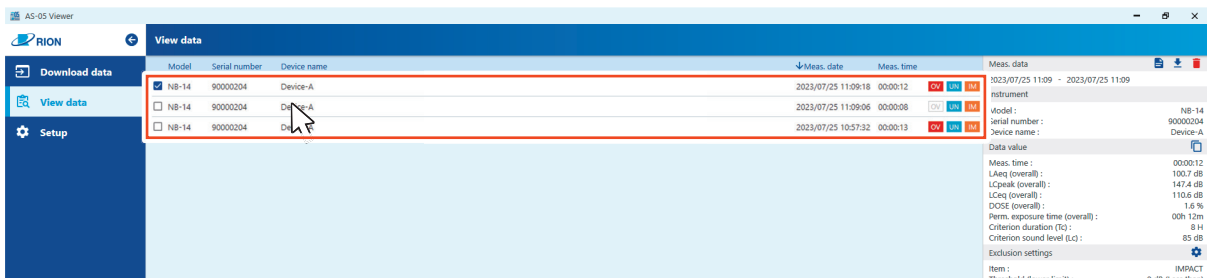 AS-05 Viewer
RION
View data
Download data
View data
Setup
Model Serial number Device name Meas. date Meas. time
NB-14 90000204 Device-A 2023/07/25 11:09:18 00:00:12 OV UN IM
NB-14 90000204 2023/07/25 11:09:06 00:00:08 OV UN IM
NB-14 90000204 2023/07/25 10:57:32 00:00:13 OV UN IM
Meas. data
2023/07/25 11:09 - 2023/07/25 11:09
Instrument
Model : NB-14
Serial number : 90000204
Device name : Device-A
Data value
Meas. time : 00:00:12
LAeq (overall) : 100.7 dB
LCpeak (overall) : 147.4 dB
LCeq (overall) : 110.6 dB
DOSE (overall) : 1.6 %
Perm. exposure time (overall) : 00h 12m
Criterion duration (Tc) : 8 H
Criterion sound level (Lc) : 85 dB
Exclusion settings
Item : IMPACT